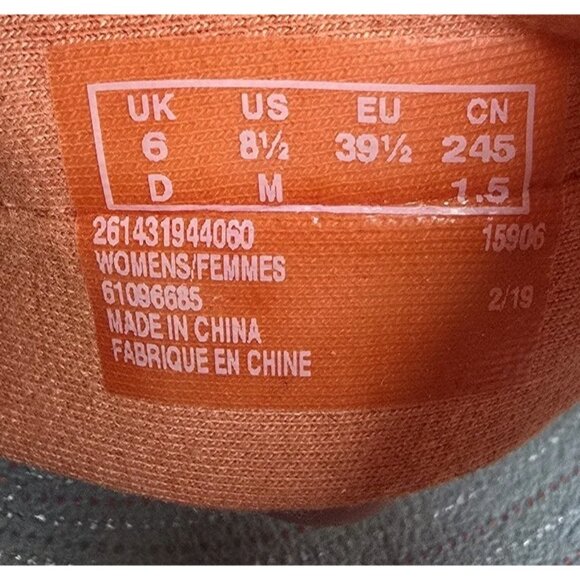 UK US EU CN
6 8½ 39½ 245
D M 1.5
261431944060 15906
WOMENS/FEMMES
61096685 2/19
MADE IN CHINA
FABRIQUE EN CHINE